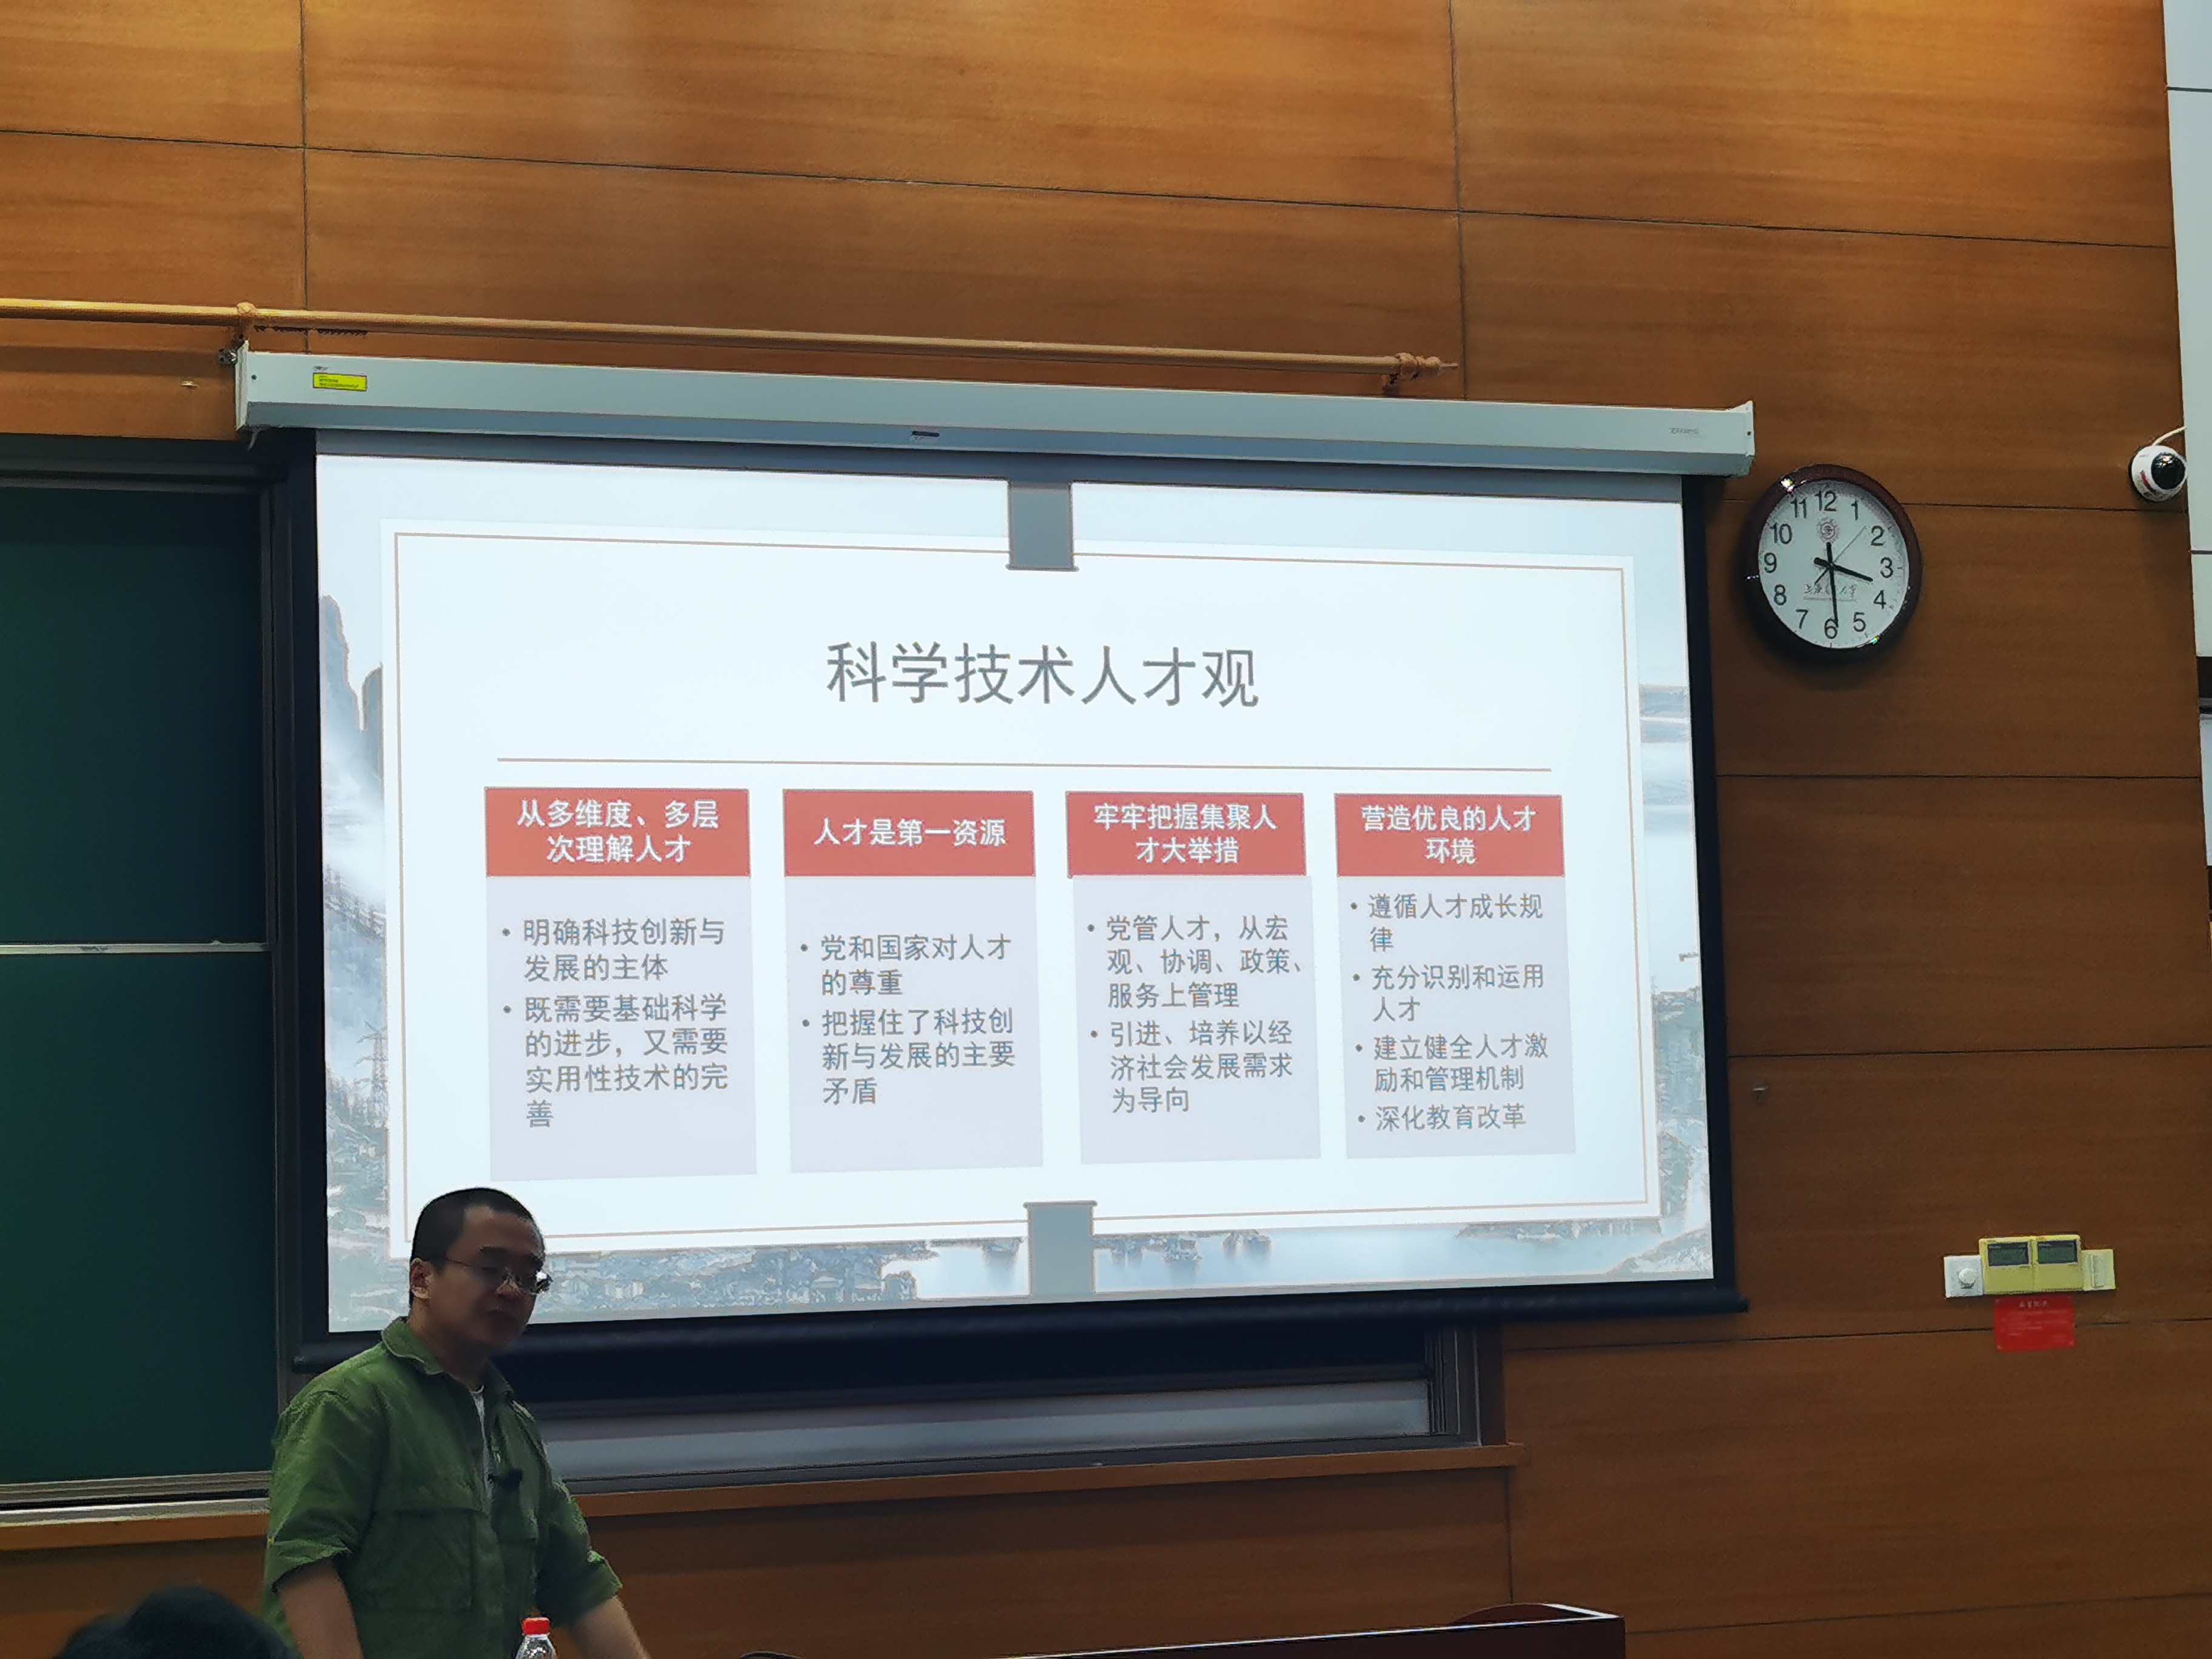 科学技术人才观
从多维度、多层
次理解人才
• 明确科技创新与
发展的主体
• 既需要基础科学
的进步，又需要
实用性技术的完
善
人才是第一资源
• 党和国家对人才
的尊重
• 把握住了科技创
新与发展的主要
矛盾
牢牢把握集聚人
才大举措
• 党管人才，从宏
观、协调、政策、
服务上管理
• 引进、培养以经
济社会发展需求
为导向
营造优良的人才
环境
• 遵循人才成长规
律
• 充分识别和运用
人才
• 建立健全人才激
励和管理机制
• 深化教育改革
12
1
2
3
4
5
6
7
8
9
10
11